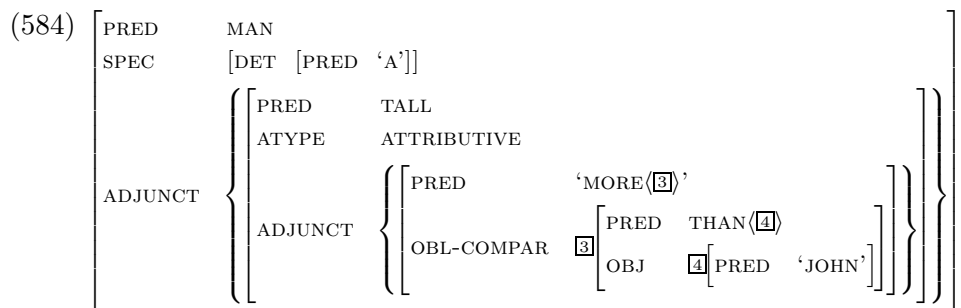 (584) PRED MAN
SPEC [DET [PRED ‘A’]]
PRED TALL
ATYPE ATTRIBUTIVE
PRED ‘MORE⟨3⟩’
ADJUNCT
PRED THAN⟨4⟩
ADJUNCT
OBL-COMPAR 3
OBJ 4[PRED ‘JOHN’]